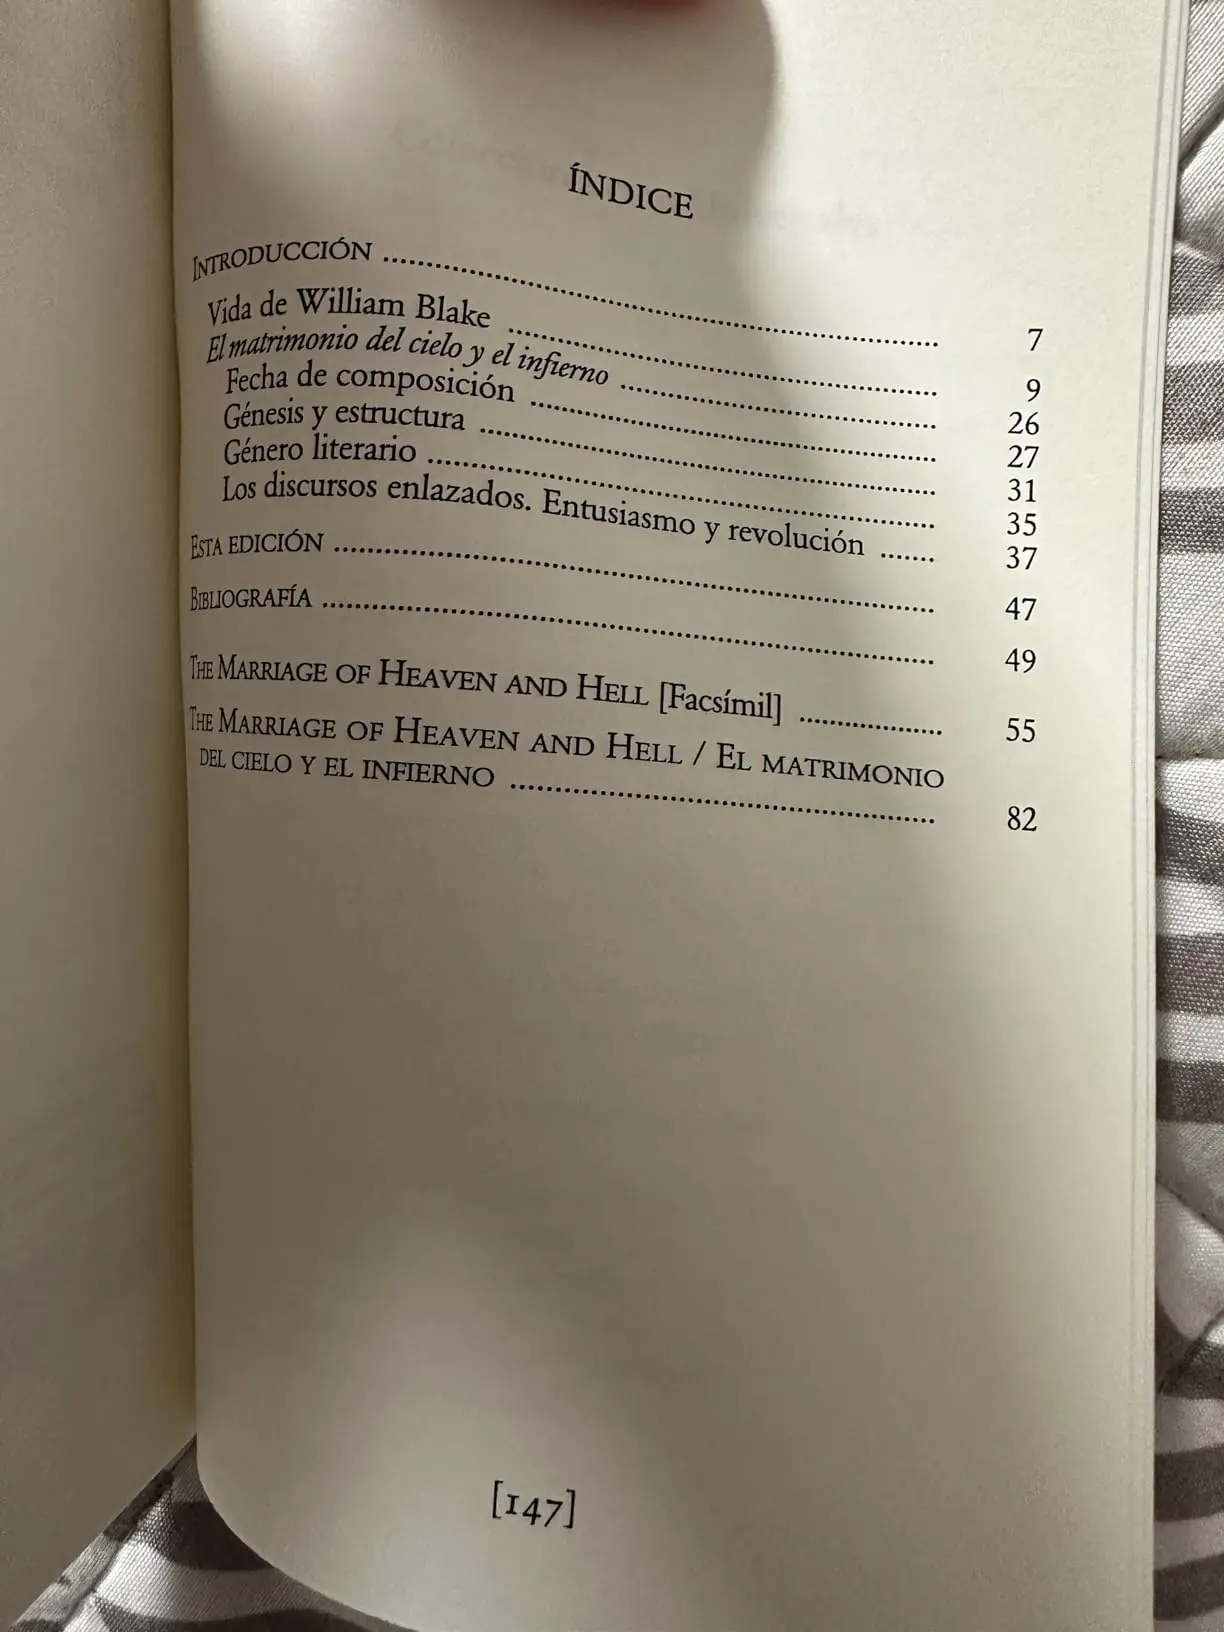 ÍNDICE
INTRODUCCIÓN ........ 7
Vida de William Blake ........ 9
El matrimonio del cielo y el infierno ........ 26
Fecha de composición ........ 27
Génesis y estructura ........ 31
Género literario ........ 35
Los discursos enlazados. Entusiasmo y revolución ...... 37
ESTA EDICIÓN ........ 47
BIBLIOGRAFÍA ........ 49
THE MARRIAGE OF HEAVEN AND HELL [Facsímil] ........ 55
THE MARRIAGE OF HEAVEN AND HELL / EL MATRIMONIO
DEL CIELO Y EL INFIERNO ........ 82
[147]